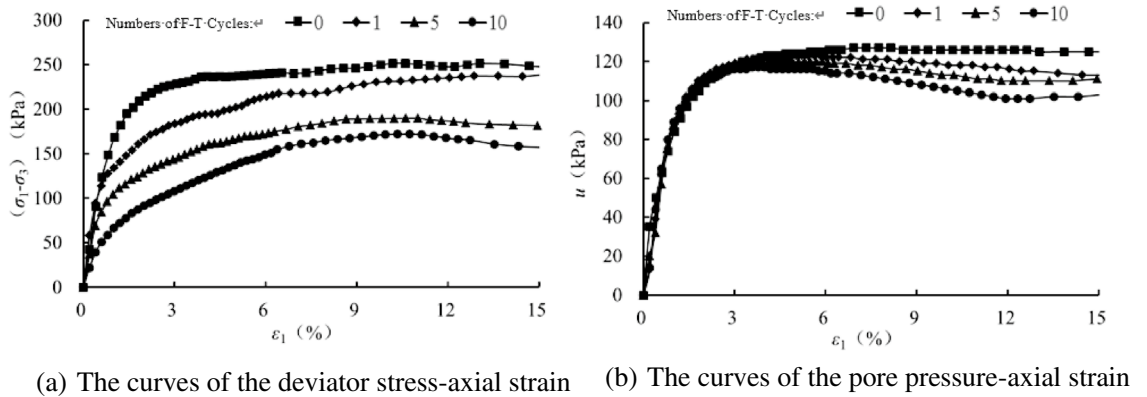 Numbers of F-T Cycles:↵ 0 1 5 10
300
250
200
150
100
50
0
(σ₁-σ₃) (kPa)
0 3 6 9 12 15
ε₁ (%)
(a) The curves of the deviator stress-axial strain
Numbers of F-T Cycles:↵ 0 1 5 10
140
120
100
80
60
40
20
0
u (kPa)
0 3 6 9 12 15
ε₁ (%)
(b) The curves of the pore pressure-axial strain